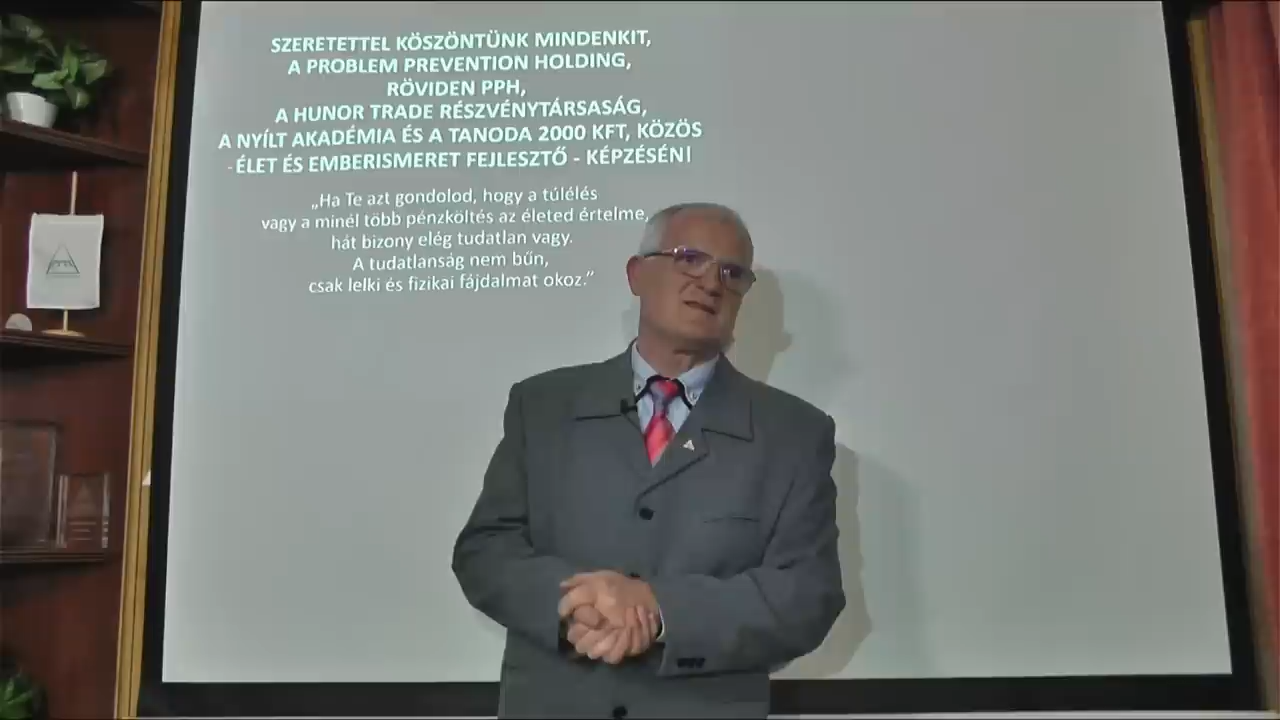 SZERETETTEL KÖSZÖNTÜNK MINDENKIT,
A PROBLEM PREVENTION HOLDING,
RÖVIDEN PPH,
A HUNOR TRADE RÉSZVÉNYTÁRSASÁG,
A NYÍLT AKADÉMIA ÉS A TANODA 2000 KFT, KÖZÖS
- ÉLET ÉS EMBERISMERET FEJLESZTŐ - KÉPZÉSÉN!
„Ha Te azt gondolod, hogy a túlélés
vagy a minél több pénzköltés az életed értelme,
hát bizony elég tudatlan vagy.
A tudatlanság nem bűn,
csak lelki és fizikai fájdalmat okoz.”